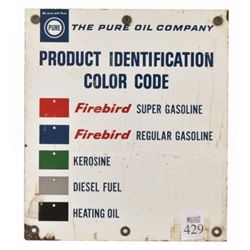 Be sure with Pure
PURE
THE PURE OIL COMPANY
PRODUCT IDENTIFICATION
COLOR CODE
Firebird SUPER GASOLINE
Firebird REGULAR GASOLINE
KEROSINE
DIESEL FUEL
HEATING OIL
429